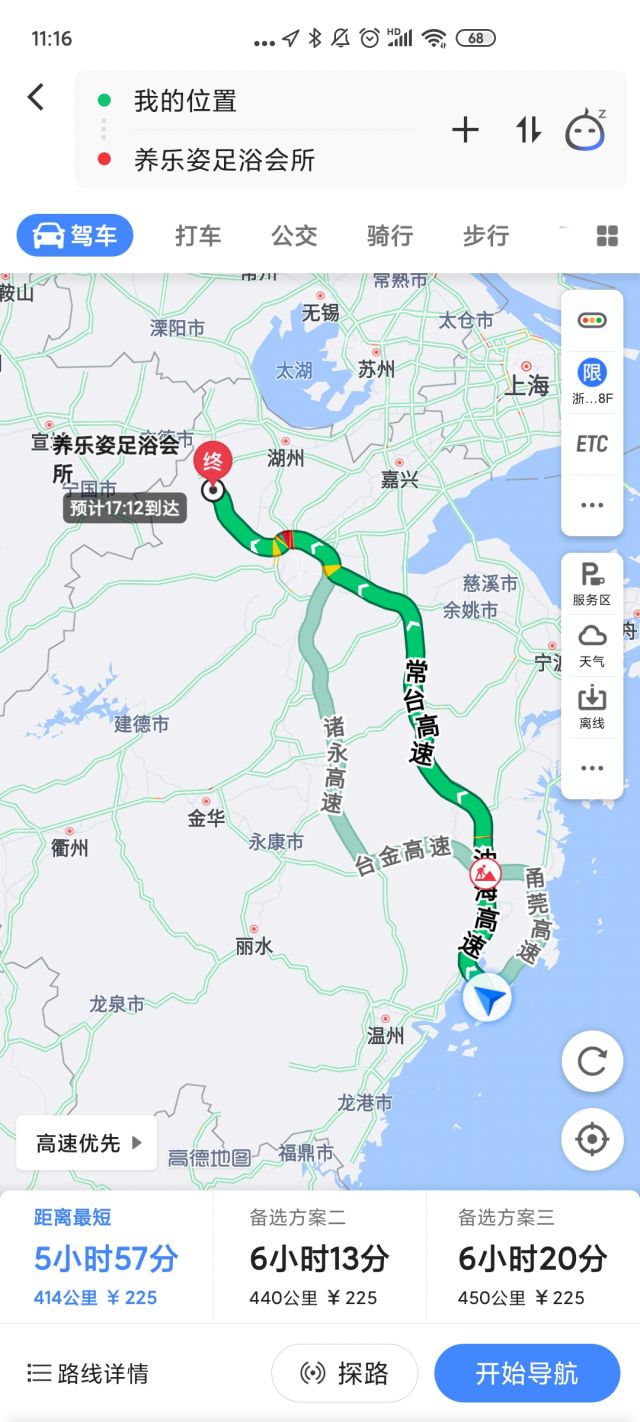 11:16
HD
68
我的位置
养乐姿足浴会所
z
驾车
打车
公交
骑行
步行
鞍山
常熟市
无锡
溧阳市
太仓市
太湖
苏州
上海
限
浙...8F
养乐姿足浴会
所
终
湖州
宁国市
嘉兴
ETC
预计17:12到达
慈溪市
余姚市
P
服务区
舟
天气
宁波
离线
常台高速
建德市
诸永高速
金华
衢州
永康市
台金高速
沈海高速
甬莞高速
丽水
龙泉市
温州
龙港市
高速优先
高德地图
福鼎市
距离最短
5小时57分
414公里 ¥225
备选方案二
6小时13分
440公里 ¥225
备选方案三
6小时20分
450公里 ¥225
路线详情
探路
开始导航